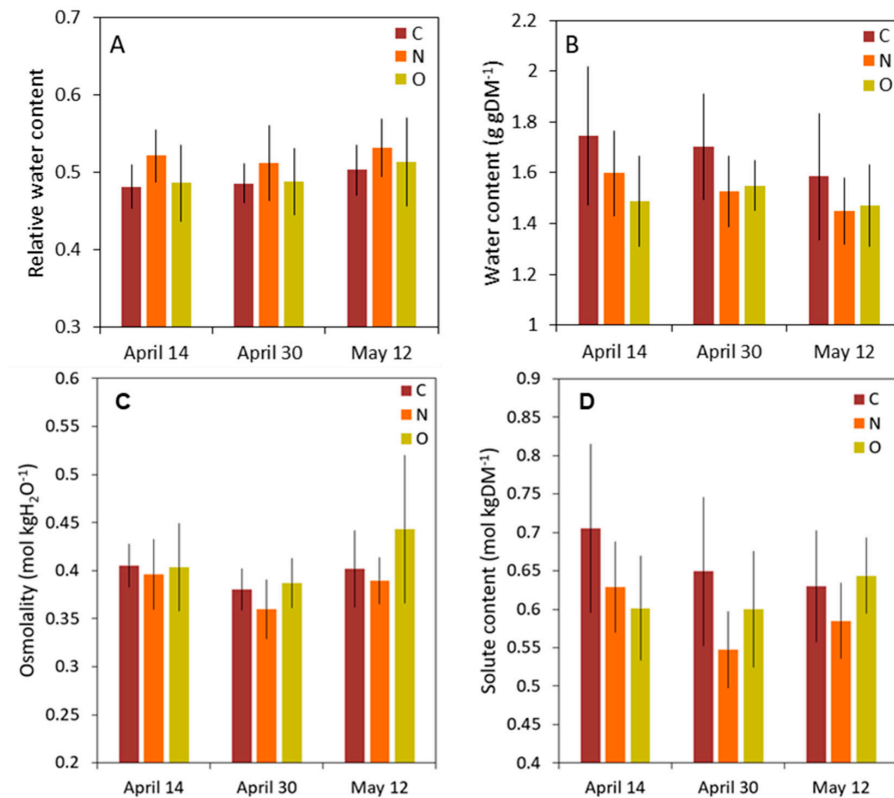 A
Relative water content
0.7
0.6
0.5
0.4
0.3
C
N
O
April 14 April 30 May 12
B
Water content (g gDM⁻¹)
2.2
2
1.8
1.6
1.4
1.2
1
C
N
O
April 14 April 30 May 12
C
Osmolality (mol kgH₂O⁻¹)
0.6
0.55
0.5
0.45
0.4
0.35
0.3
0.25
0.2
C
N
O
April 14 April 30 May 12
D
Solute content (mol kgDM⁻¹)
0.9
0.85
0.8
0.75
0.7
0.65
0.6
0.55
0.5
0.45
0.4
C
N
O
April 14 April 30 May 12